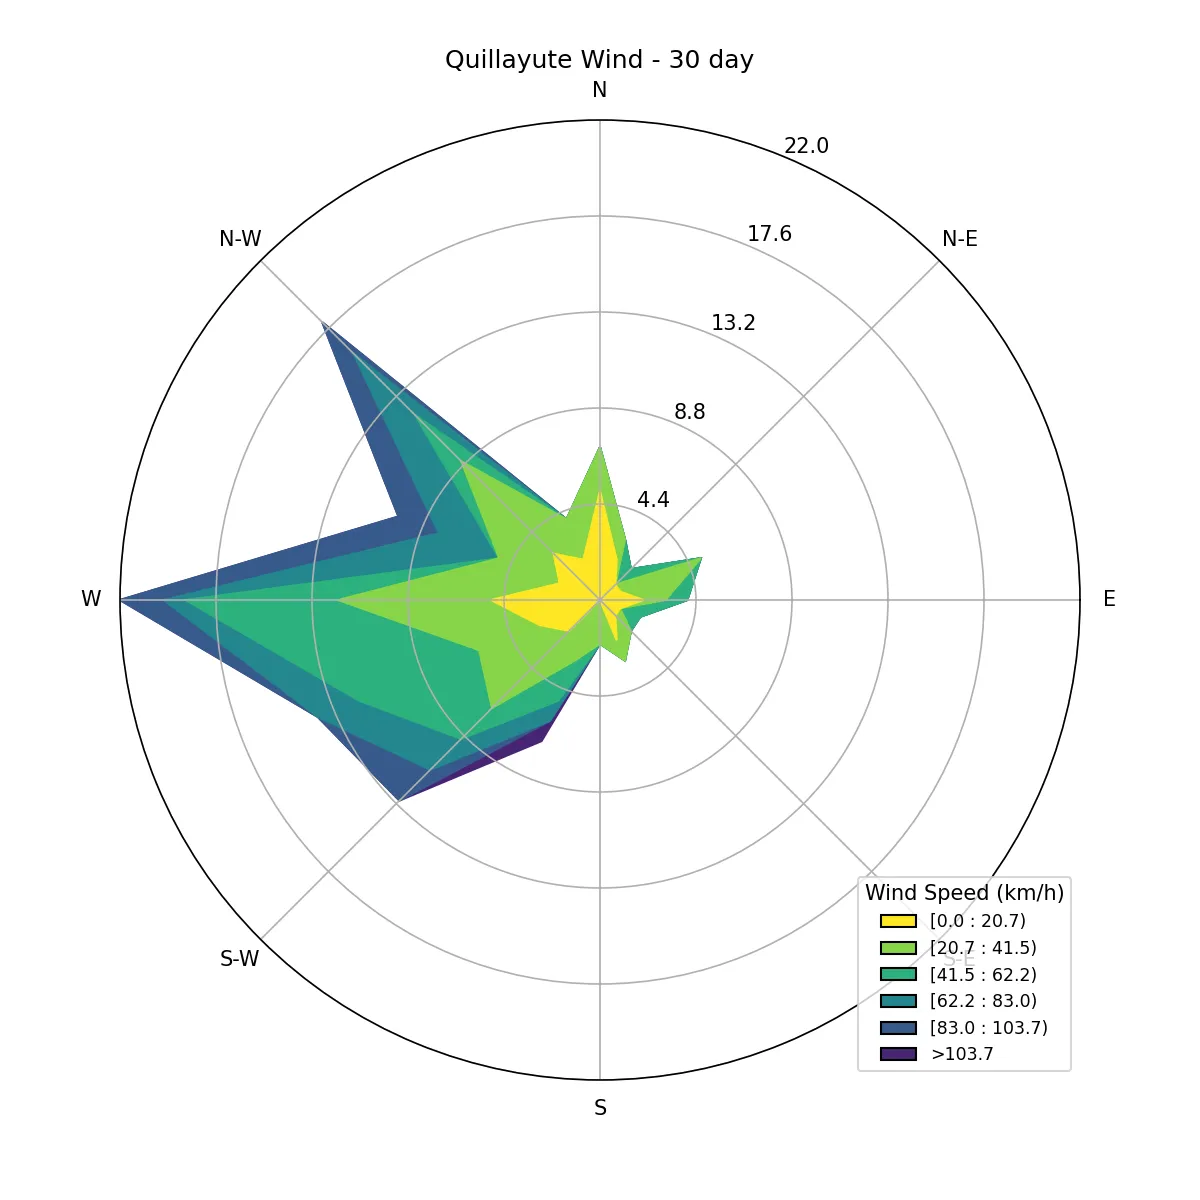 Quillayute Wind - 30 day
N
22.0
N-W
17.6
N-E
13.2
8.8
4.4
W
E
S-W
S-E
S
Wind Speed (km/h)
[0.0 : 20.7)
[20.7 : 41.5)
[41.5 : 62.2)
[62.2 : 83.0)
[83.0 : 103.7)
>103.7